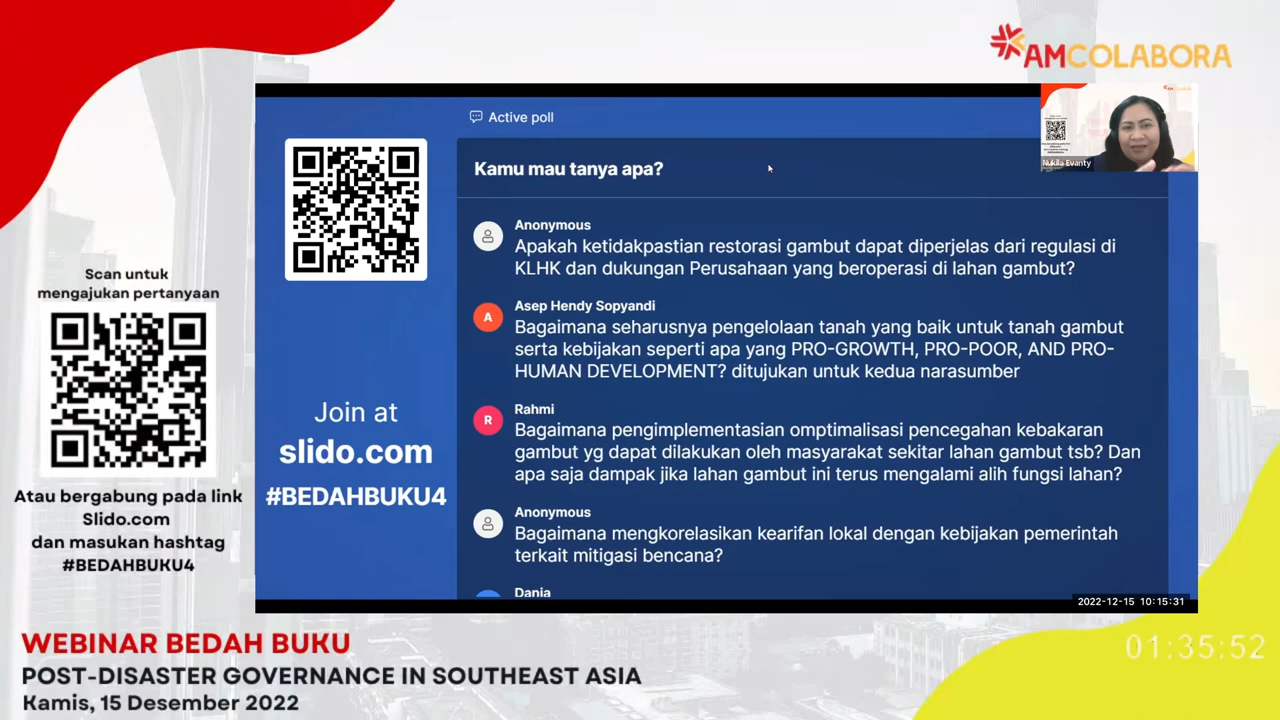 AMCOLABORA
Active poll
Kamu mau tanya apa?
Nukila Evanty
Anonymous
Apakah ketidakpastian restorasi gambut dapat diperjelas dari regulasi di
KLHK dan dukungan Perusahaan yang beroperasi di lahan gambut?
A
Asep Hendy Sopyandi
Bagaimana seharusnya pengelolaan tanah yang baik untuk tanah gambut
serta kebijakan seperti apa yang PRO-GROWTH, PRO-POOR, AND PRO-
HUMAN DEVELOPMENT? ditujukan untuk kedua narasumber
R
Rahmi
Bagaimana pengimplementasian omptimalisasi pencegahan kebakaran
gambut yg dapat dilakukan oleh masyarakat sekitar lahan gambut tsb? Dan
apa saja dampak jika lahan gambut ini terus mengalami alih fungsi lahan?
Anonymous
Bagaimana mengkorelasikan kearifan lokal dengan kebijakan pemerintah
terkait mitigasi bencana?
Dania
Join at
slido.com
#BEDAHBUKU4
Scan untuk
mengajukan pertanyaan
Atau bergabung pada link
Slido.com
dan masukan hashtag
#BEDAHBUKU4
2022-12-15 10:15:31
WEBINAR BEDAH BUKU
POST-DISASTER GOVERNANCE IN SOUTHEAST ASIA
Kamis, 15 Desember 2022
01:35:52